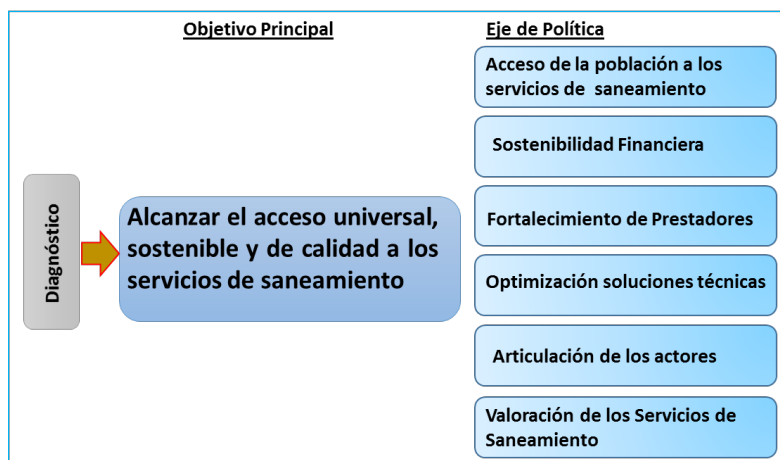 Objetivo Principal
Eje de Política
Diagnóstico
Alcanzar el acceso universal,
sostenible y de calidad a los
servicios de saneamiento
Acceso de la población a los
servicios de saneamiento
Sostenibilidad Financiera
Fortalecimiento de Prestadores
Optimización soluciones técnicas
Articulación de los actores
Valoración de los Servicios de
Saneamiento